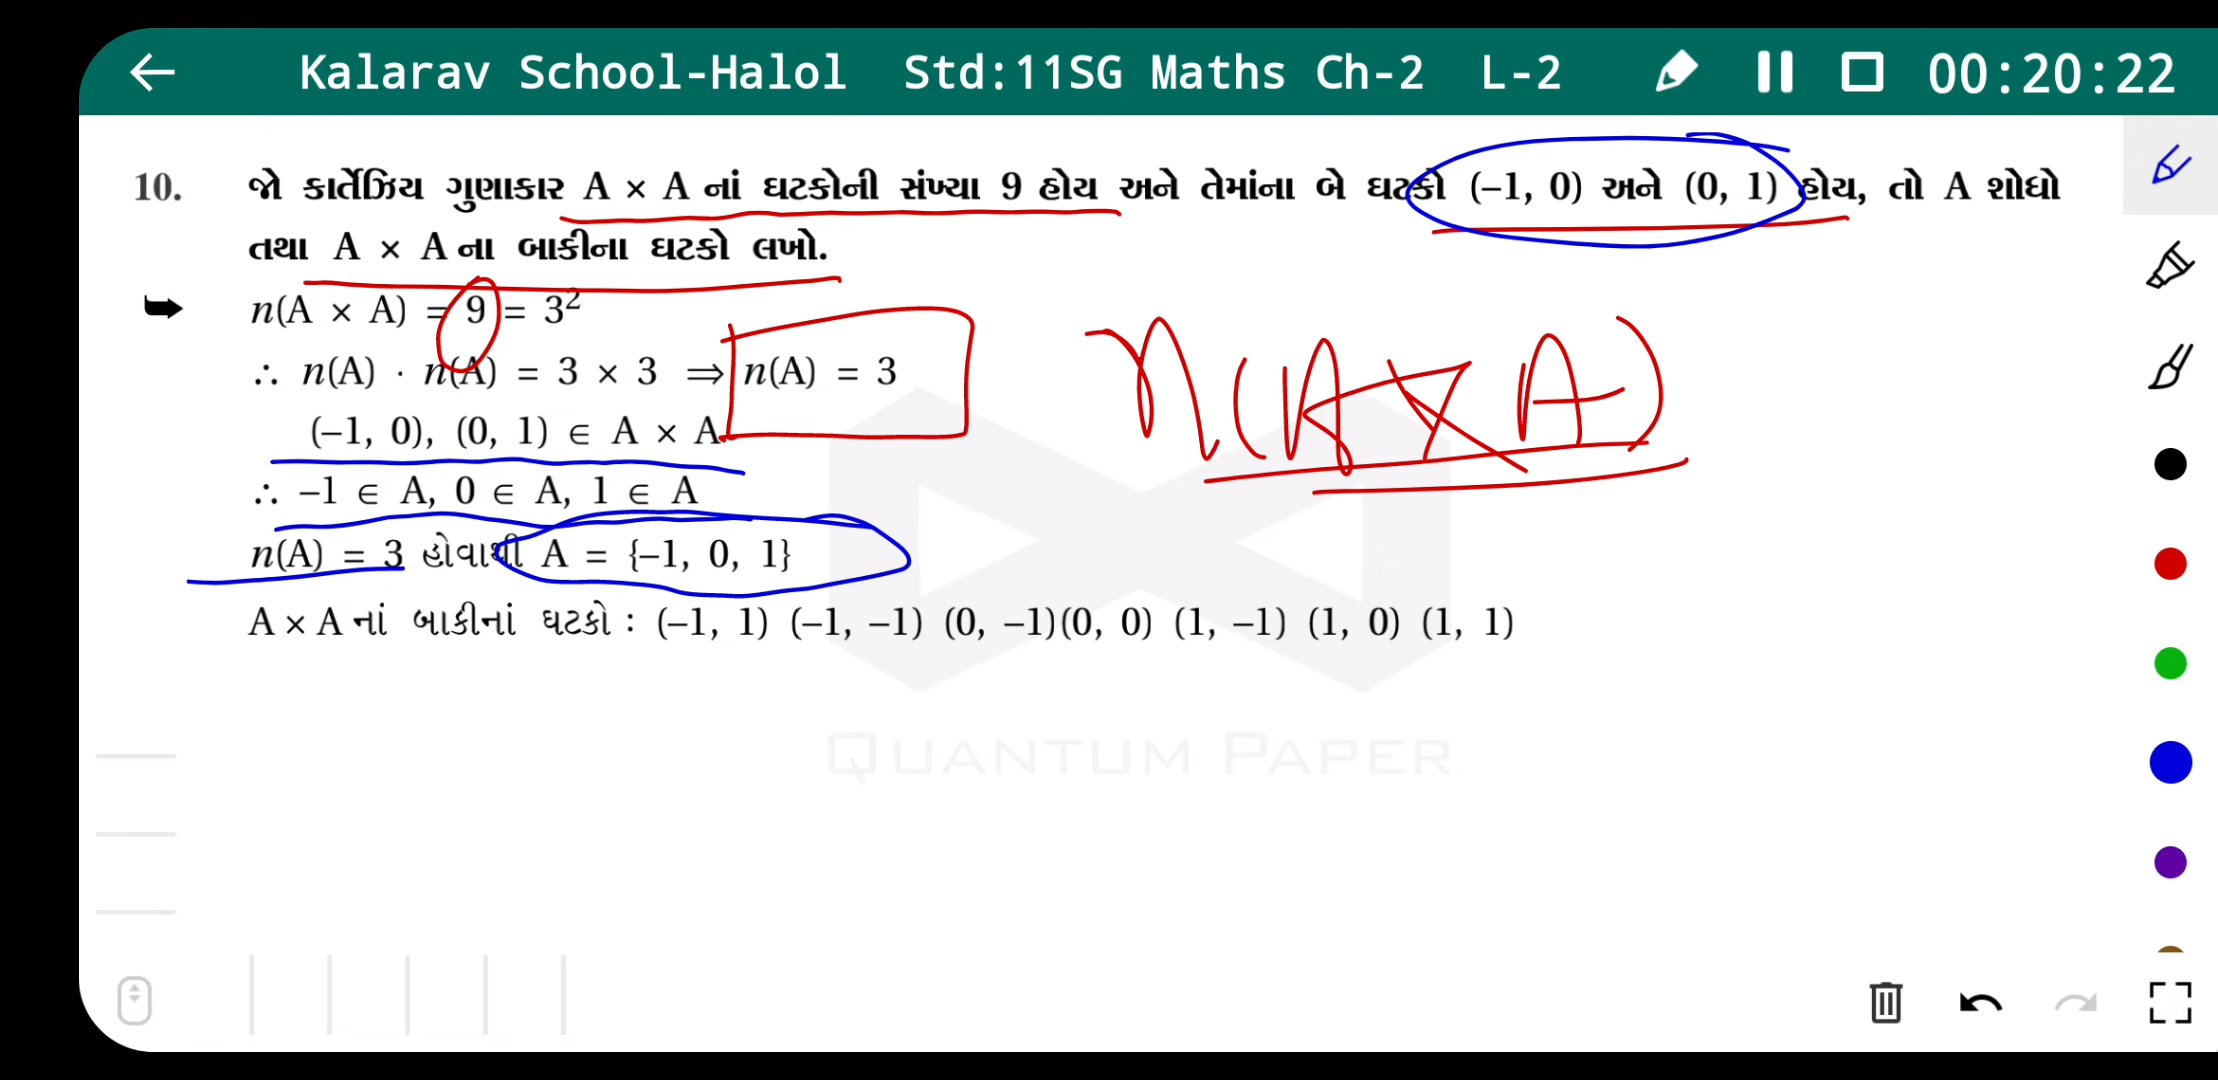 Kalarav School-Halol Std:11SG Maths Ch-2 L-2 00:20:22
10. જો કાર્તેઝિય ગુણાકાર A × A નાં ઘટકોની સંખ્યા 9 હોય અને તેમાંના બે ઘટકો (–1, 0) અને (0, 1) હોય, તો A શોધો
તથા A × A ના બાકીના ઘટકો લખો.
n(A × A) = 9 = 3²
∴ n(A) · n(A) = 3 × 3 ⇒ n(A) = 3
n(A × A)
(–1, 0), (0, 1) ∈ A × A
∴ –1 ∈ A, 0 ∈ A, 1 ∈ A
n(A) = 3 હોવાથી A = {–1, 0, 1}
A × A નાં બાકીનાં ઘટકો : (–1, 1) (–1, –1) (0, –1)(0, 0) (1, –1) (1, 0) (1, 1)
QUANTUM PAPER